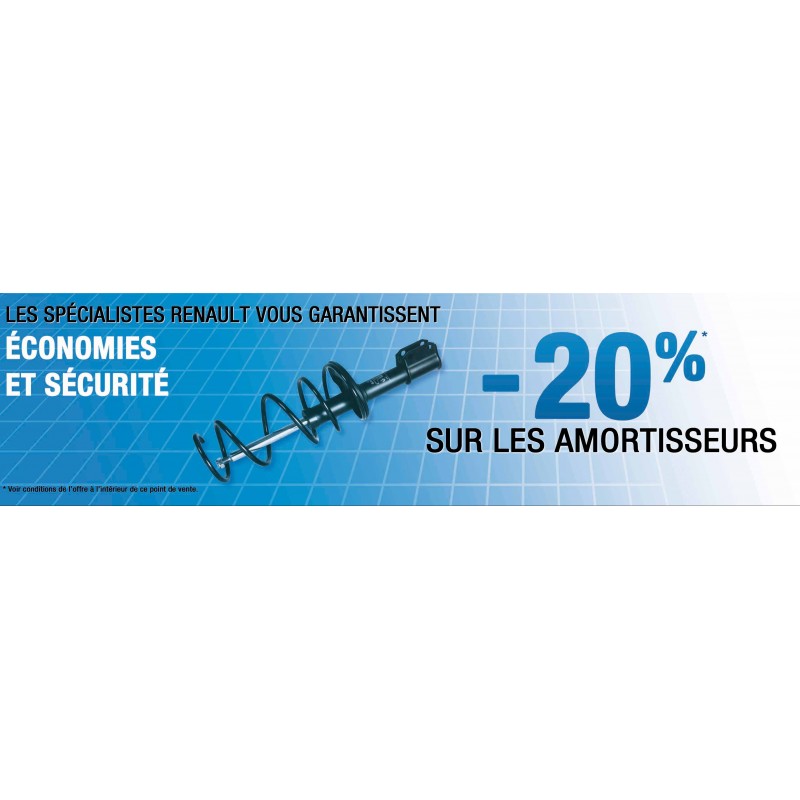 LES SPÉCIALISTES RENAULT VOUS GARANTISSENT
ÉCONOMIES
ET SÉCURITÉ
- 20%*
SUR LES AMORTISSEURS
* Voir conditions de l'offre à l'intérieur de ce point de vente.